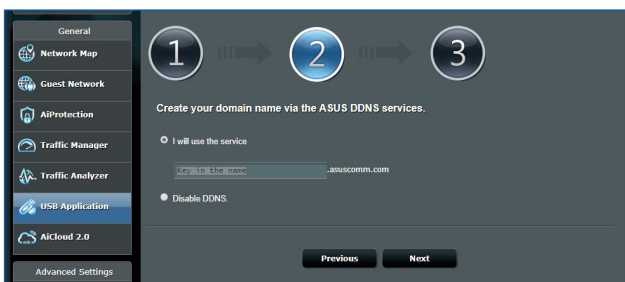 General
Network Map
Guest Network
AiProtection
Traffic Manager
Traffic Analyzer
USB Application
AiCloud 2.0
Advanced Settings
1
2
3
Create your domain name via the ASUS DDNS services.
I will use the service
Key in the name
.asuscomm.com
Disable DDNS.
Previous
Next